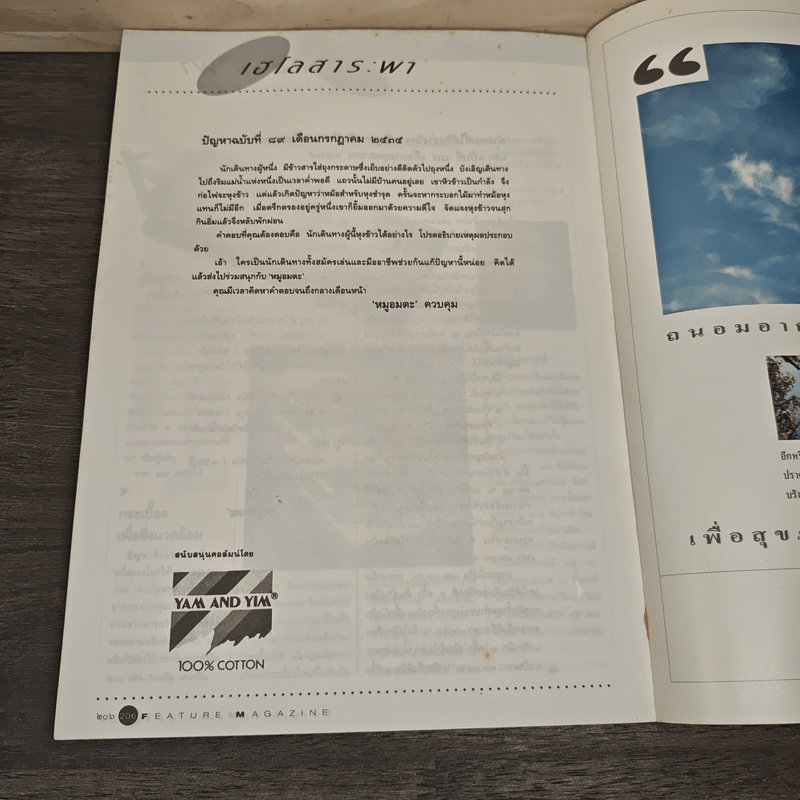 เฮโลสาระพา
ปัญหาฉบับที่ ๘๙ เดือนกรกฎาคม ๒๕๓๕
นักเดินทางผู้หนึ่ง มีข้าวสารใส่ถุงกระดาษซึ่งเย็บอย่างดีติดตัวไปถุงหนึ่ง บังเอิญเดินทาง
ไปถึงริมแม่น้ำแห่งหนึ่งเป็นเวลาค่ำพอดี แถวนั้นไม่มีบ้านคนอยู่เลย เขาหิวข้าวเป็นกำลัง จึง
ก่อไฟจะหุงข้าว แต่แล้วเกิดปัญหาว่าหม้อสำหรับหุงชำรุด ครั้นจะหากระบอกไม้มาทำหม้อหุง
แทนก็ไม่มีอีก เมื่อตรึกตรองอยู่ครู่หนึ่งเขาก็ยิ้มออกมาด้วยความดีใจ จัดแจงหุงข้าวจนสุก
กินอิ่มแล้วจึงหลับพักผ่อน
คำตอบที่คุณต้องตอบคือ นักเดินทางผู้นี้หุงข้าวได้อย่างไร โปรดอธิบายเหตุผลประกอบ
ด้วย
เอ้า ใครเป็นนักเดินทางทั้งสมัครเล่นและมืออาชีพช่วยกันแก้ปัญหานี้หน่อย คิดได้
แล้วส่งไปร่วมสนุกกับ 'หมูอมตะ'
คุณมีเวลาคิดหาคำตอบจนถึงกลางเดือนหน้า
'หมูอมตะ' ควบคุม
สนับสนุนคอลัมน์โดย
YAM AND YIM®
100% COTTON
๒๐๖ 206 FEATURE MAGAZINE
“
ถนอมอา
อีกห
ปรา
บริ
เพื่อสุข